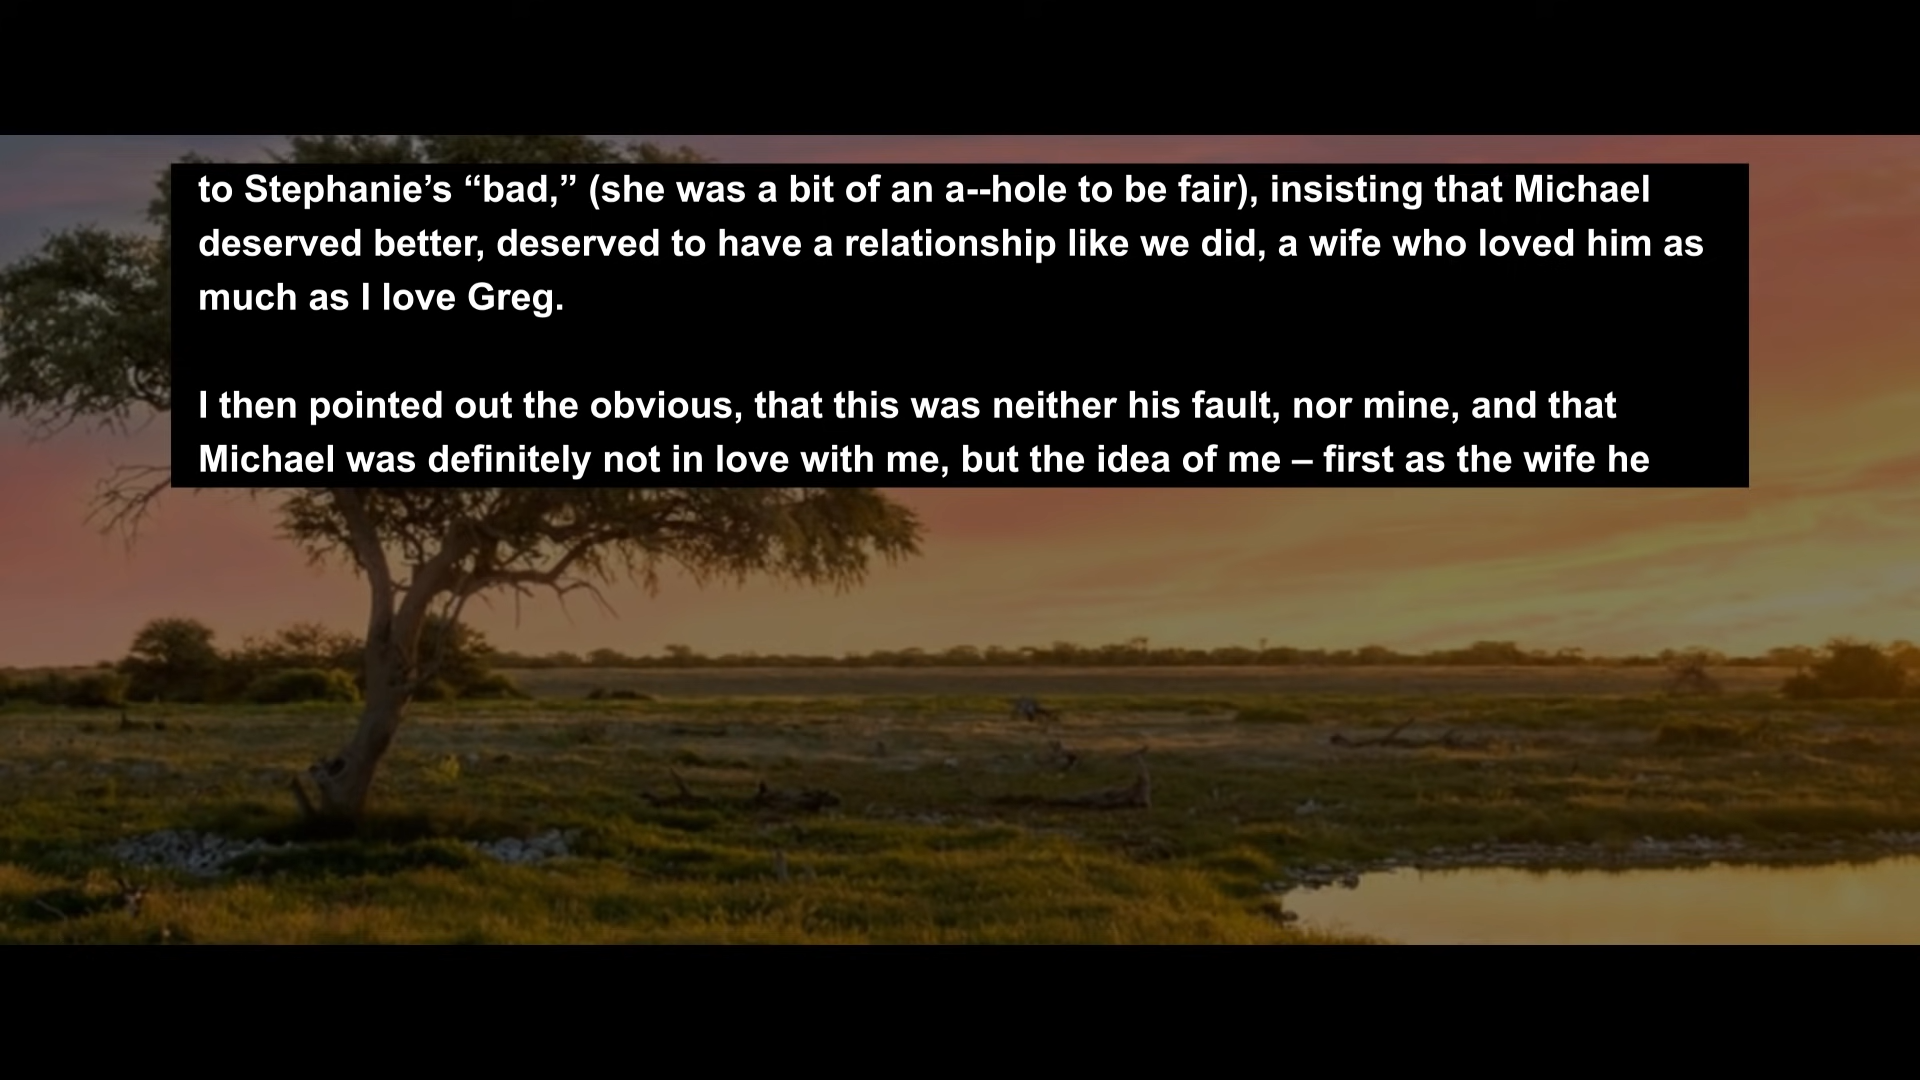 to Stephanie’s “bad,” (she was a bit of an a--hole to be fair), insisting that Michael
deserved better, deserved to have a relationship like we did, a wife who loved him as
much as I love Greg.
I then pointed out the obvious, that this was neither his fault, nor mine, and that
Michael was definitely not in love with me, but the idea of me – first as the wife he